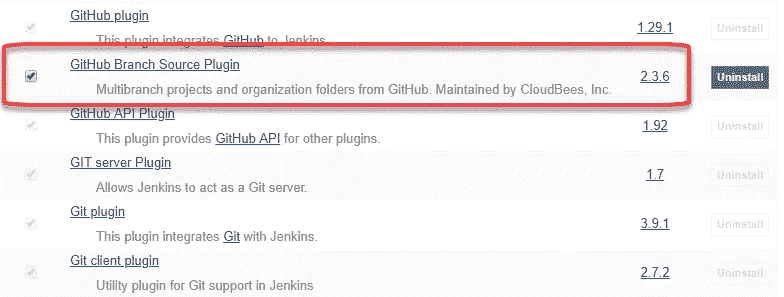 GitHub plugin
This plugin integrates GitHub to Jenkins.
1.29.1
Uninstall
GitHub Branch Source Plugin
Multibranch projects and organization folders from GitHub. Maintained by CloudBees, Inc.
2.3.6
Uninstall
GitHub API Plugin
This plugin provides GitHub API for other plugins.
1.92
Uninstall
GIT server Plugin
Allows Jenkins to act as a Git server.
1.7
Uninstall
Git plugin
This plugin integrates Git with Jenkins.
3.9.1
Uninstall
Git client plugin
Utility plugin for Git support in Jenkins
2.7.2
Uninstall